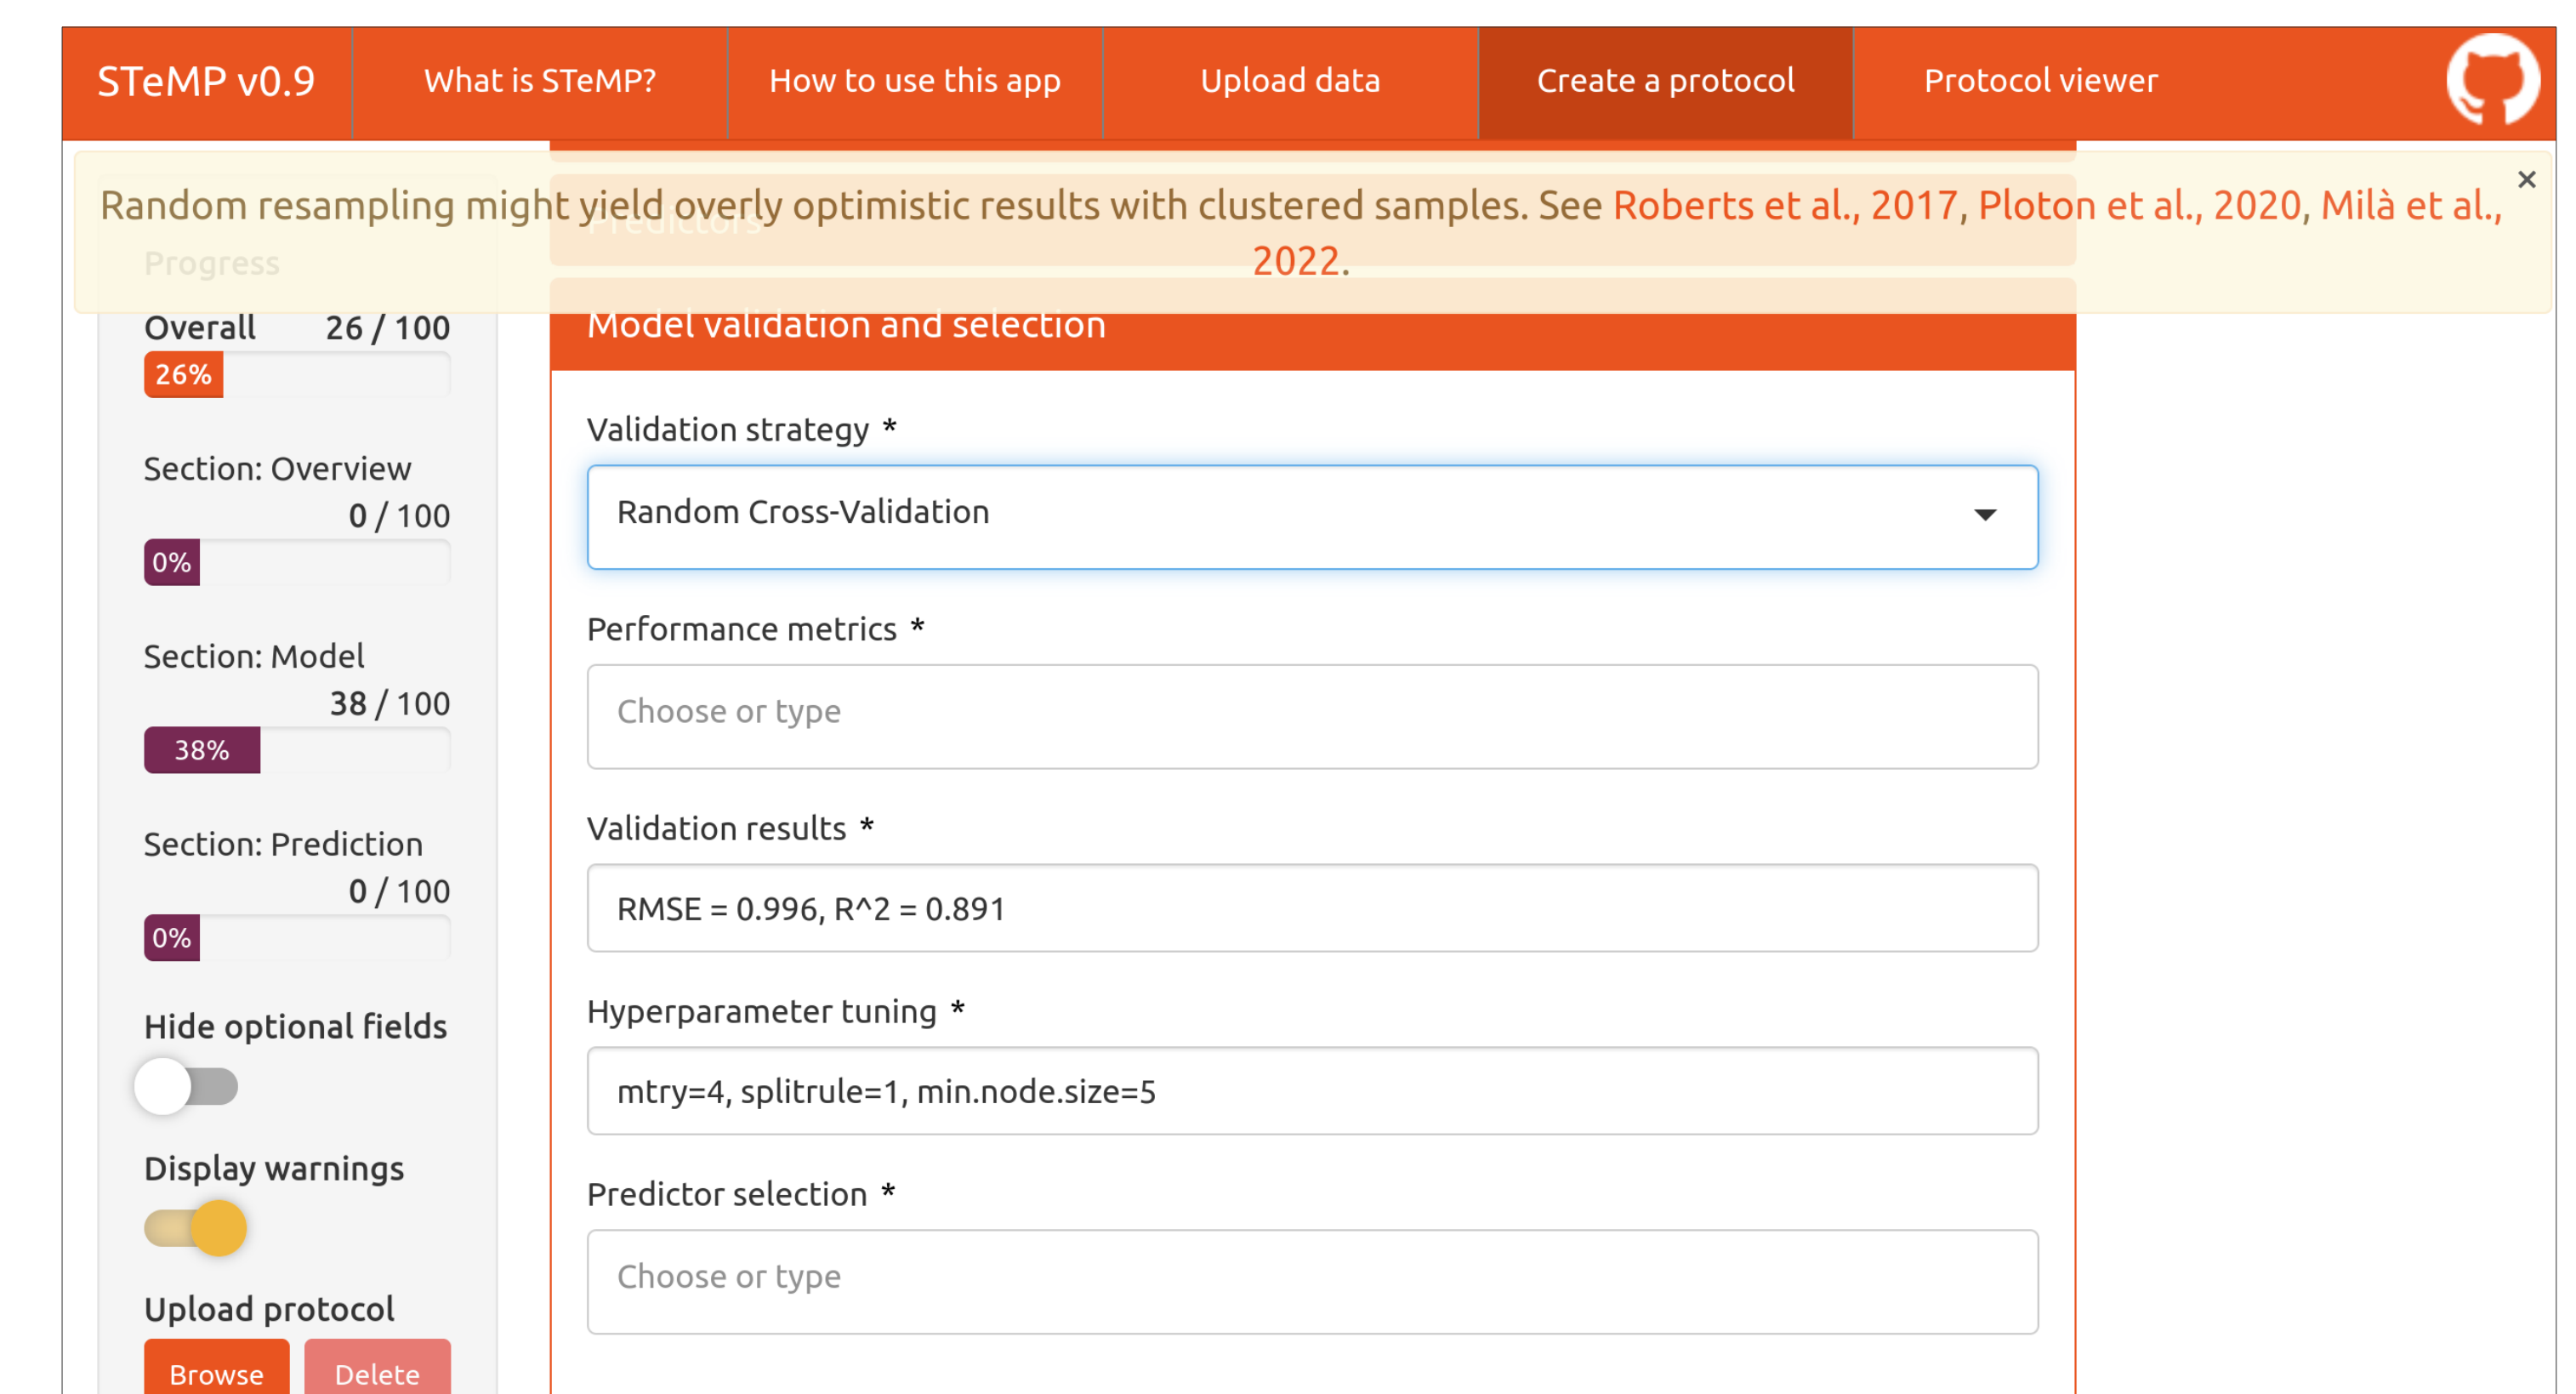 STeMP v0.9 What is STeMP? How to use this app Upload data Create a protocol Protocol viewer
Random resampling might yield overly optimistic results with clustered samples. See Roberts et al., 2017, Ploton et al., 2020, Milà et al.,
2022.
×
Progress
Overall 26 / 100
26%
Section: Overview
0 / 100
0%
Section: Model
38 / 100
38%
Section: Prediction
0 / 100
0%
Hide optional fields
Display warnings
Upload protocol
Browse Delete
Predictors
Model validation and selection
Validation strategy *
Random Cross-Validation
Performance metrics *
Choose or type
Validation results *
RMSE = 0.996, R^2 = 0.891
Hyperparameter tuning *
mtry=4, splitrule=1, min.node.size=5
Predictor selection *
Choose or type